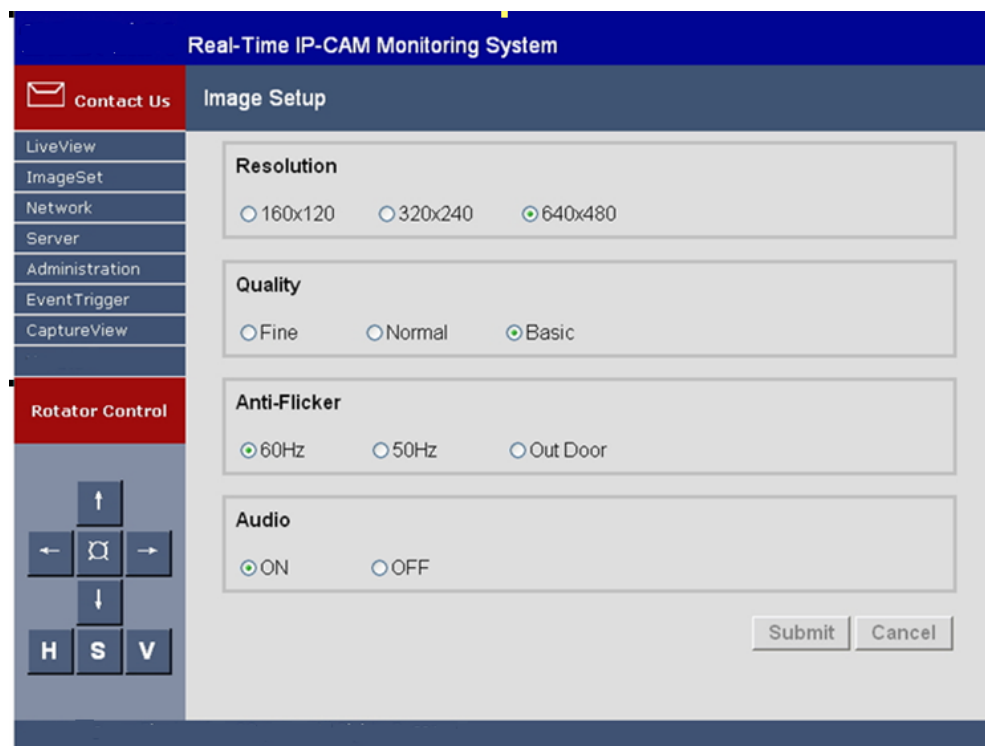 Real-Time IP-CAM Monitoring System
Contact Us
Image Setup
LiveView
ImageSet
Network
Server
Administration
EventTrigger
CaptureView
Rotator Control
H S V
Resolution
160x120 320x240 640x480
Quality
Fine Normal Basic
Anti-Flicker
60Hz 50Hz Out Door
Audio
ON OFF
Submit Cancel